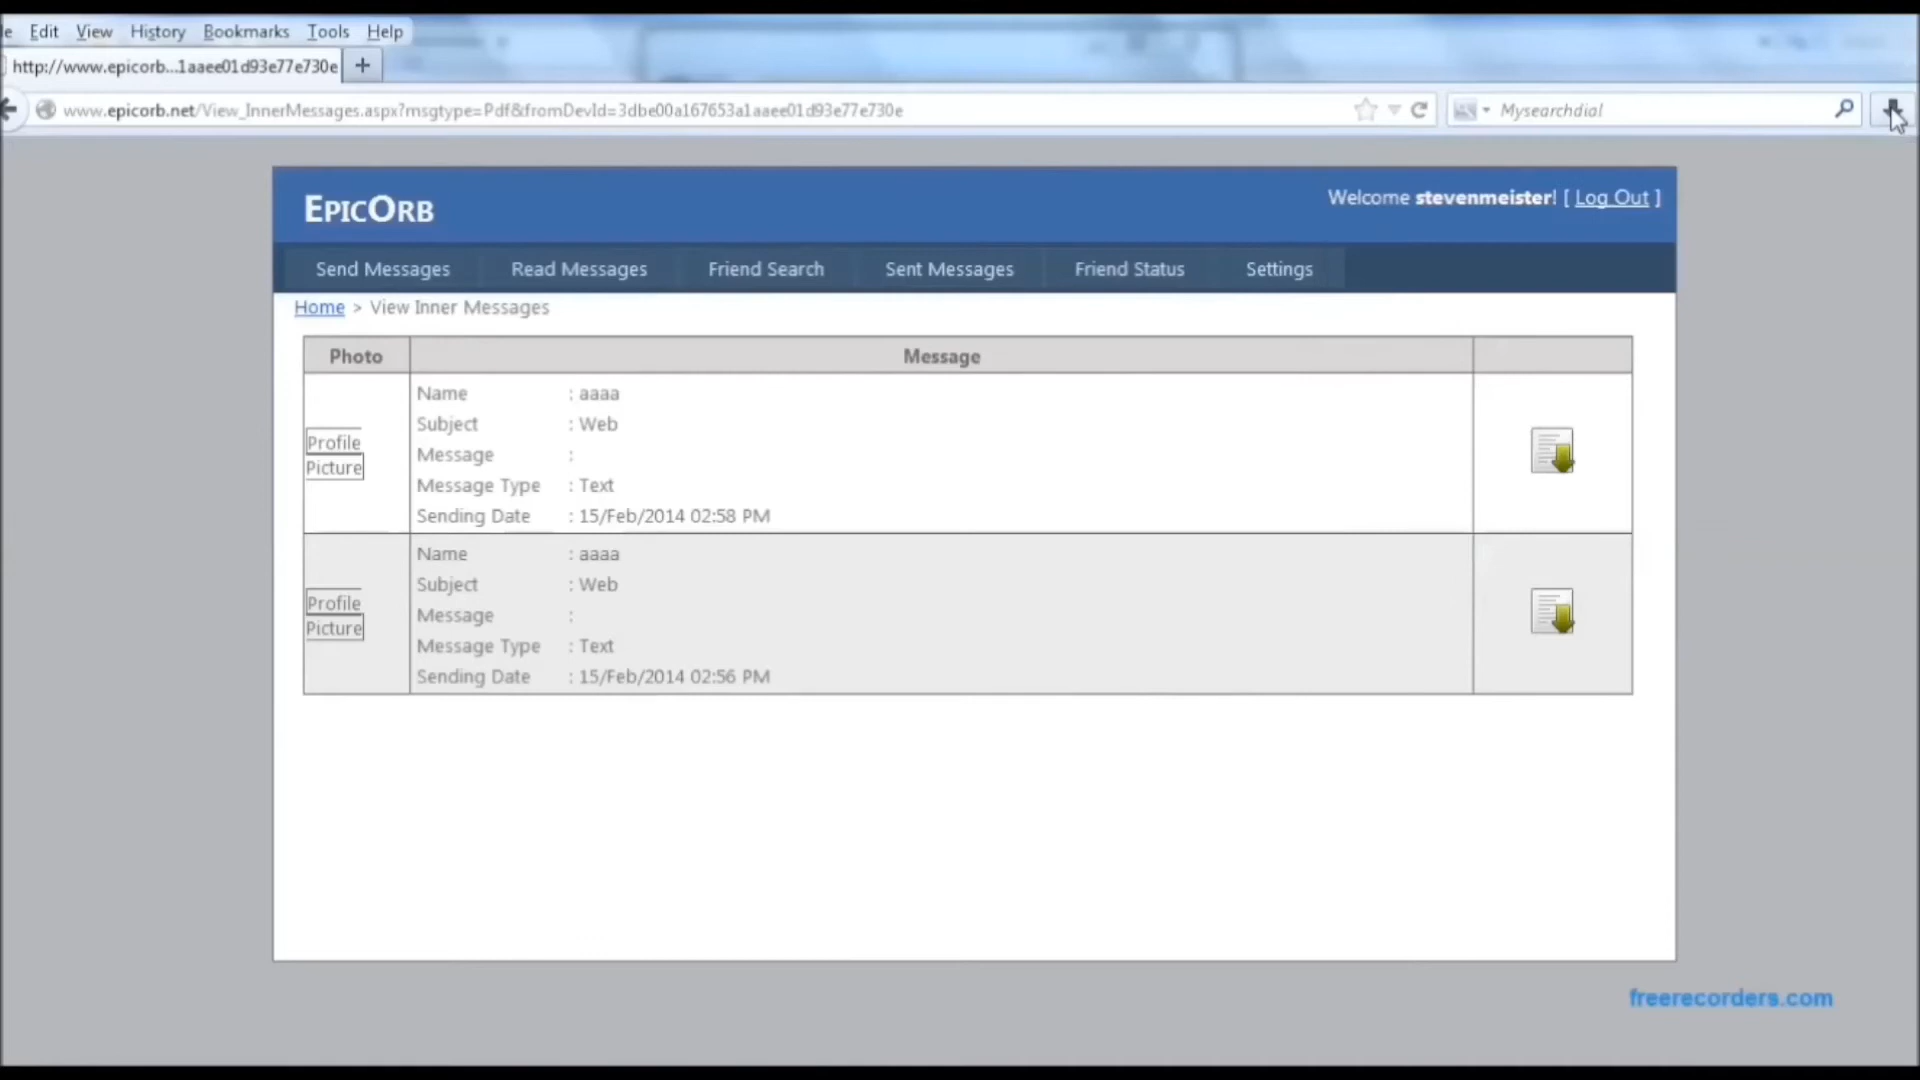 le Edit View History Bookmarks Tools Help
http://www.epicorb...1aaee01d93e77e730e +
www.epicorb.net/View_InnerMessages.aspx?msgtype=Pdf&fromDevId=3dbe00a167653a1aaee01d93e77e730e Mysearchdial
EPICORB
Welcome stevenmeister! [ Log Out ]
Send Messages Read Messages Friend Search Sent Messages Friend Status Settings
Home > View Inner Messages
Photo Message
Profile
Picture
Name : aaaa
Subject : Web
Message :
Message Type : Text
Sending Date : 15/Feb/2014 02:58 PM
Profile
Picture
Name : aaaa
Subject : Web
Message :
Message Type : Text
Sending Date : 15/Feb/2014 02:56 PM
freerecorders.com